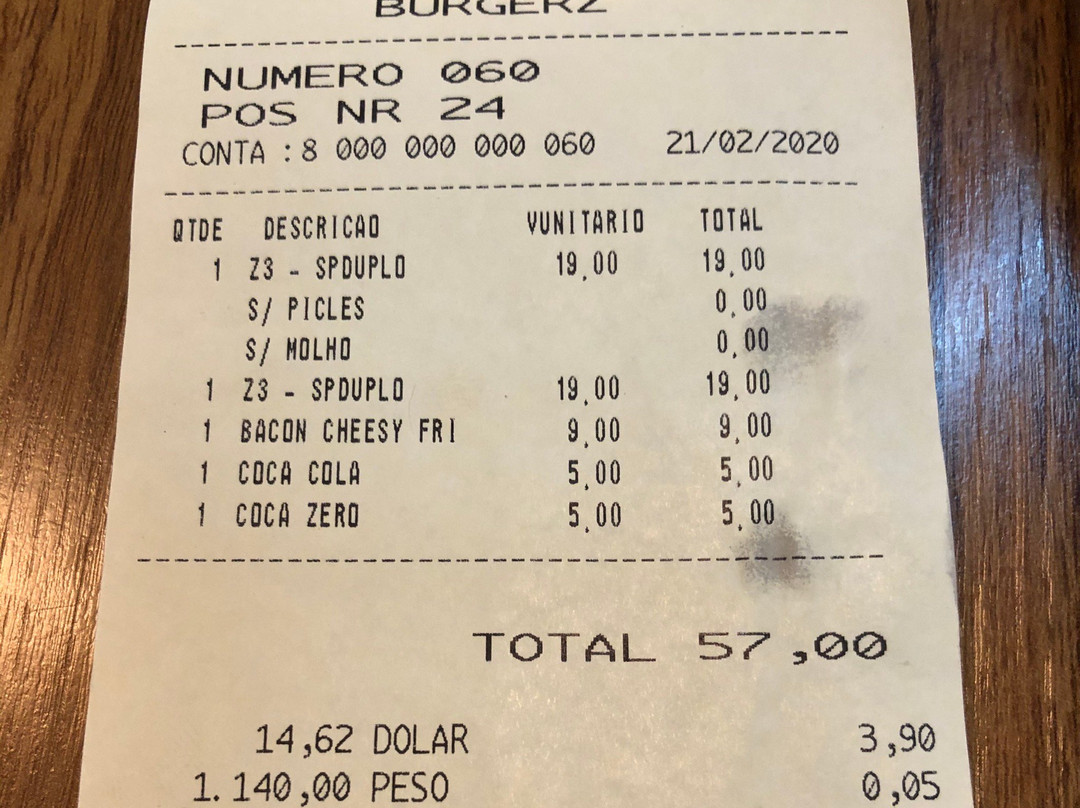 BURGERZ
NUMERO 060
POS NR 24
CONTA :8 000 000 000 060 21/02/2020
QTDE DESCRICAO VUNITARIO TOTAL
1 Z3 - SPDUPLO 19,00 19,00
S/ PICLES 0,00
S/ MOLHO 0,00
1 Z3 - SPDUPLO 19,00 19,00
1 BACON CHEESY FRI 9,00 9,00
1 COCA COLA 5,00 5,00
1 COCA ZERO 5,00 5,00
TOTAL 57,00
14,62 DOLAR 3,90
1.140,00 PESO 0,05